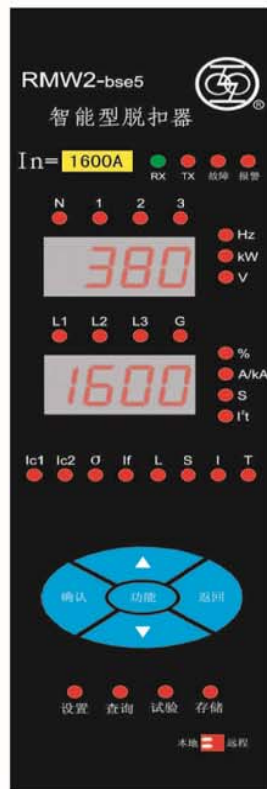 RMW2-bse5
®
智能型脱扣器
In= 1600A
RX TX 故障 报警
N 1 2 3
Hz
380
kW
V
L1 L2 L3 G
%
1600
A/kA
S
I²t
Ic1 Ic2 σ If L S I T
确认 功能 返回
设置 查询 试验 存储
本地 远程